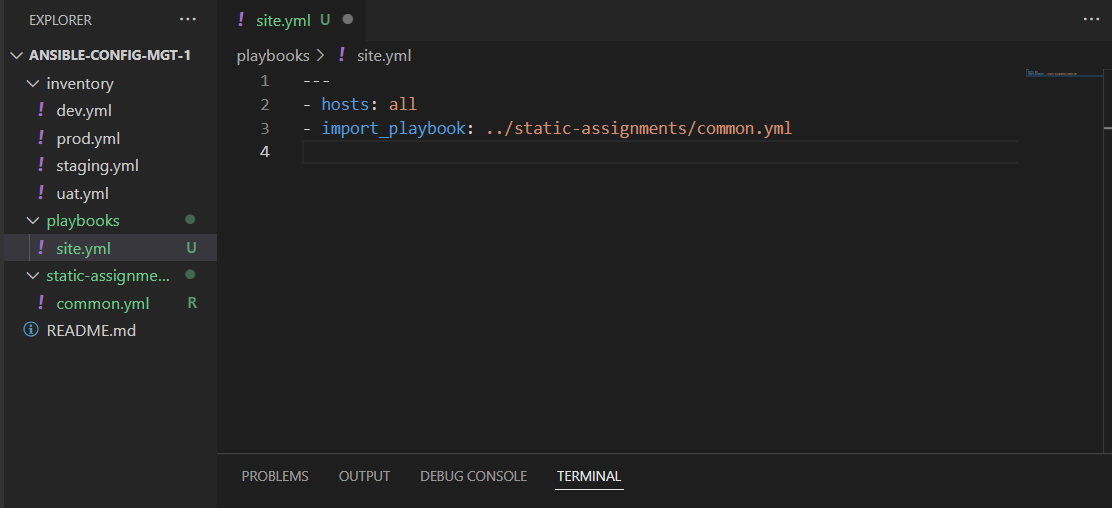 EXPLORER ...
ANSIBLE-CONFIG-MGT-1
inventory
! dev.yml
! prod.yml
! staging.yml
! uat.yml
playbooks
! site.yml U
static-assignme...
! common.yml R
README.md
! site.yml U ...
playbooks > ! site.yml
1 ---
2 - hosts: all
3 - import_playbook: ../static-assignments/common.yml
4
PROBLEMS OUTPUT DEBUG CONSOLE TERMINAL